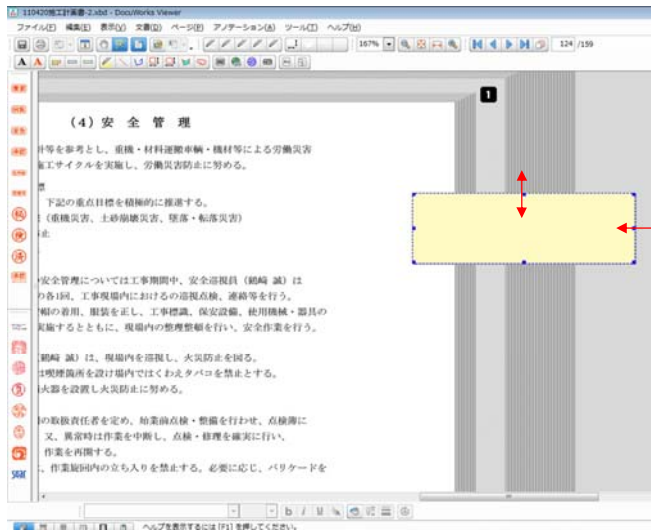 110420施工計画書-2.xbd - DocuWorks Viewer
ファイル(F) 編集(E) 表示(V) 文書(D) ページ(P) アノテーション(A) ツール(T) ヘルプ(H)
167%
124 /159
1
(4)安 全 管 理
針等を参考とし、重機・材料運搬車輌・機材等による労働災害
施工サイクルを実施し、労働災害防止に努める。
標
下記の重点目標を積極的に推進する。
(重機災害、土砂崩壊災害、墜落・転落災害)
止
安全管理については工事期間中、安全巡視員(鶴崎 誠)は
の各1回、工事現場内におけるの巡視点検、連絡等を行う。
帽の着用、服装を正し、工事標識、保安設備、使用機械・器具の
実施するとともに、現場内の整理整頓を行い、安全作業を行う。
鶴崎 誠)は、現場内を巡視し、火災防止を図る。
は喫煙箇所を設け場内ではくわえタバコを禁止とする。
火器を設置し火災防止に努める。
の取扱責任者を定め、始業前点検・整備を行わせ、点検簿に
又、異常時は作業を中断し、点検・修理を確実に行い、
作業を再開する。
、作業旋回内の立ち入りを禁止する。必要に応じ、バリケードを
b I U
ヘルプを表示するには [F1] を押してください。